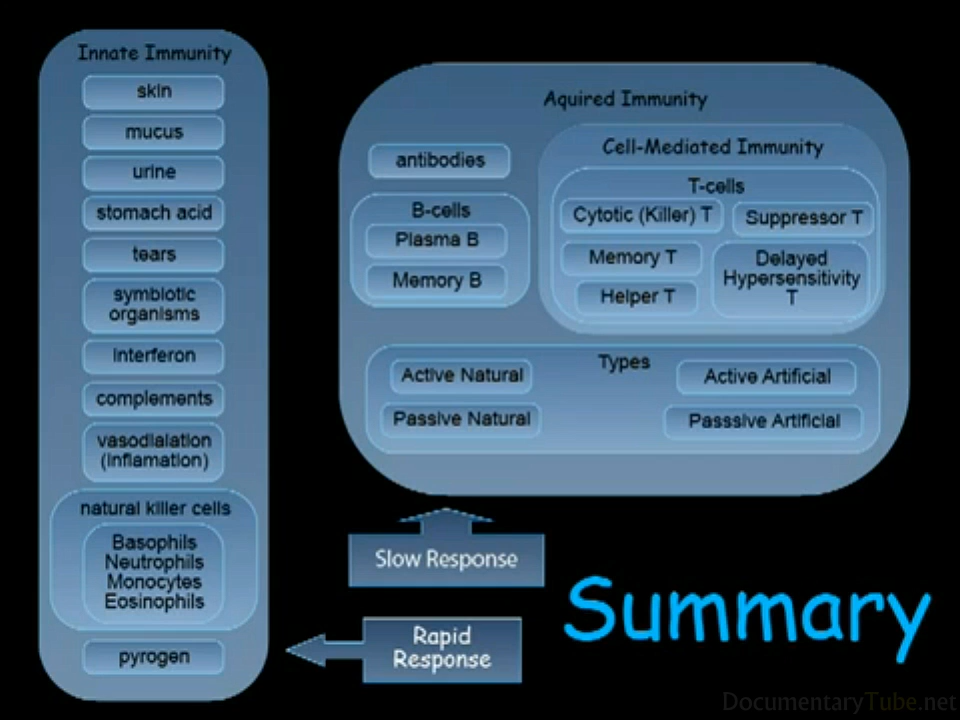 Innate Immunity
skin
mucus
urine
stomach acid
tears
symbiotic
organisms
interferon
complements
vasodialation
(inflamation)
natural killer cells
Basophils
Neutrophils
Monocytes
Eosinophils
pyrogen
Aquired Immunity
antibodies
B-cells
Plasma B
Memory B
Cell-Mediated Immunity
T-cells
Cytotic (Killer) T
Suppressor T
Memory T
Delayed
Hypersensitivity
T
Helper T
Types
Active Natural
Active Artificial
Passive Natural
Passsive Artificial
Slow Response
Rapid
Response
Summary
DocumentaryTube.net